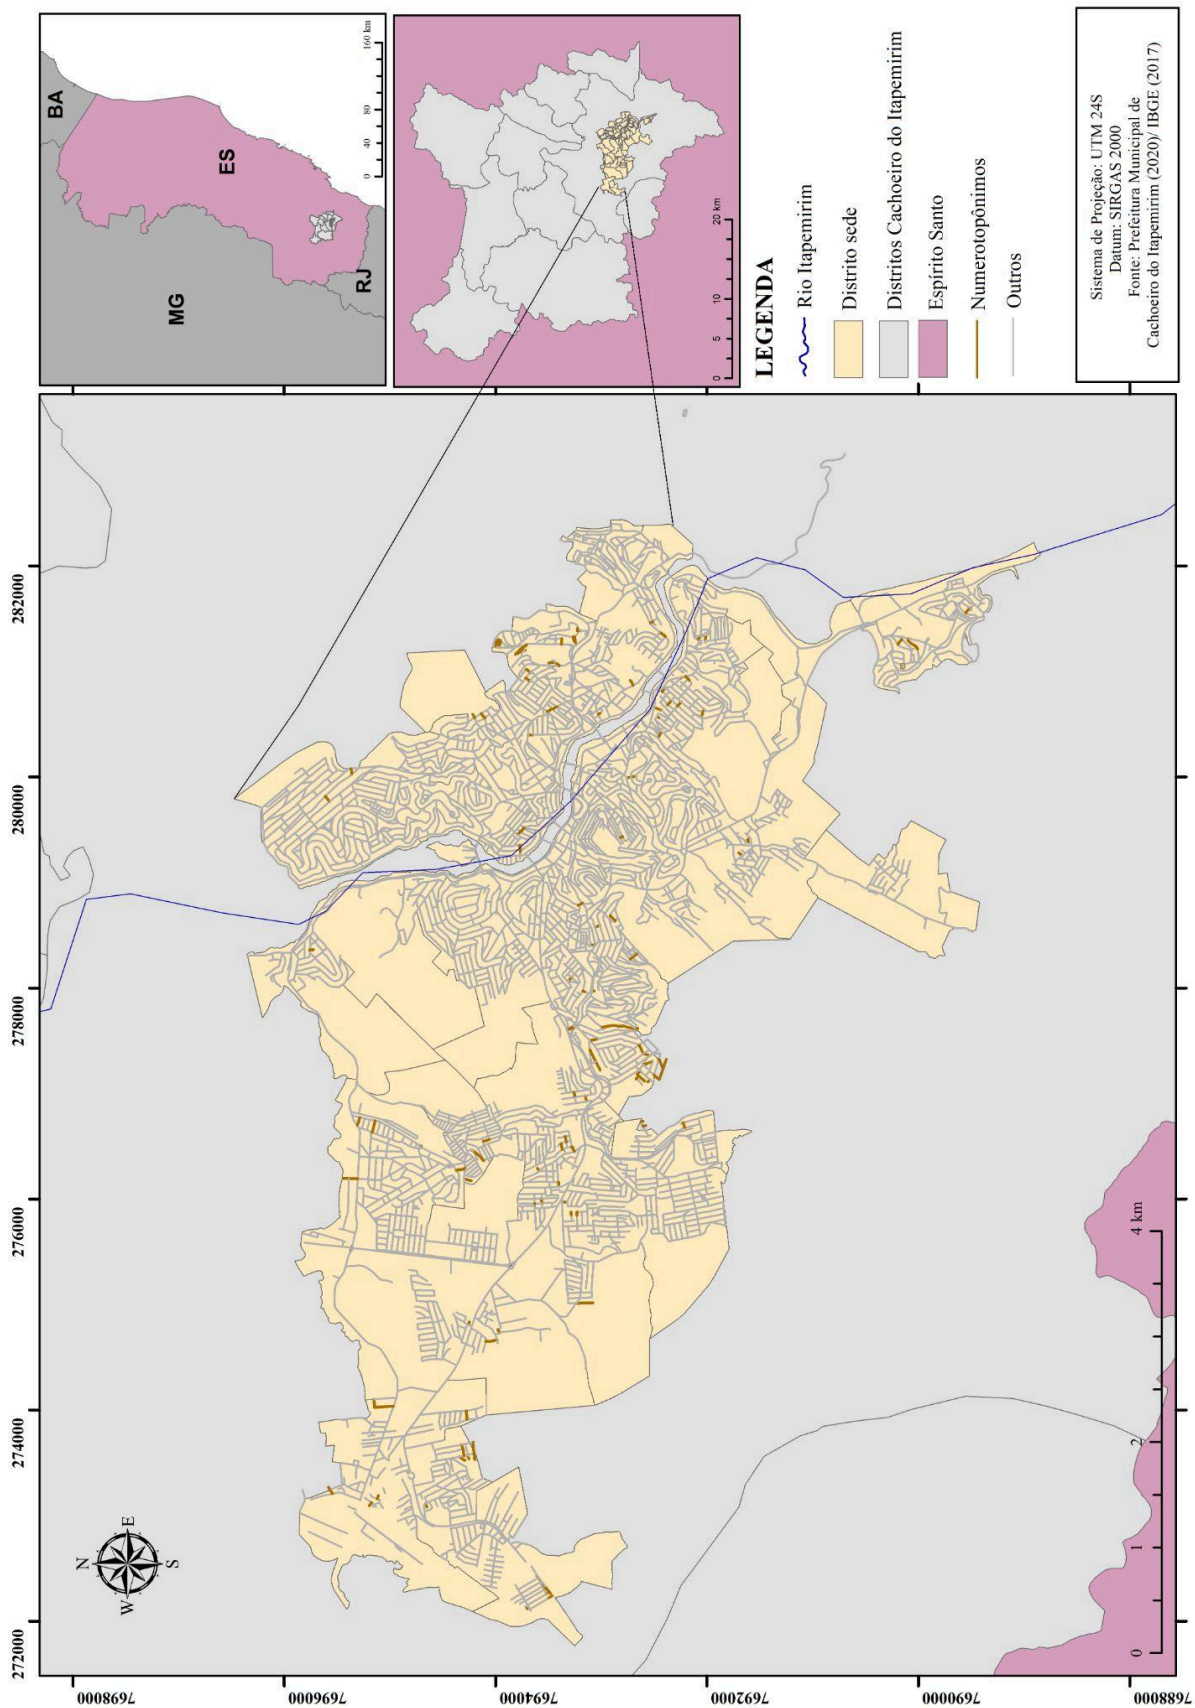 272000 274000 276000 278000 280000 282000
7698000
7696000
7694000
7692000
7690000
7688000
N
W E
S
0 1 2 4 km
BA
MG
ES
RJ
0 40 80 160 km
0 5 10 20 km
LEGENDA
Rio Itapemirim
Distrito sede
Distritos Cachoeiro do Itapemirim
Espírito Santo
Numerotopônimos
Outros
Sistema de Projeção: UTM 24S
Datum: SIRGAS 2000
Fonte: Prefeitura Municipal de
Cachoeiro do Itapemirim (2020)/ IBGE (2017)